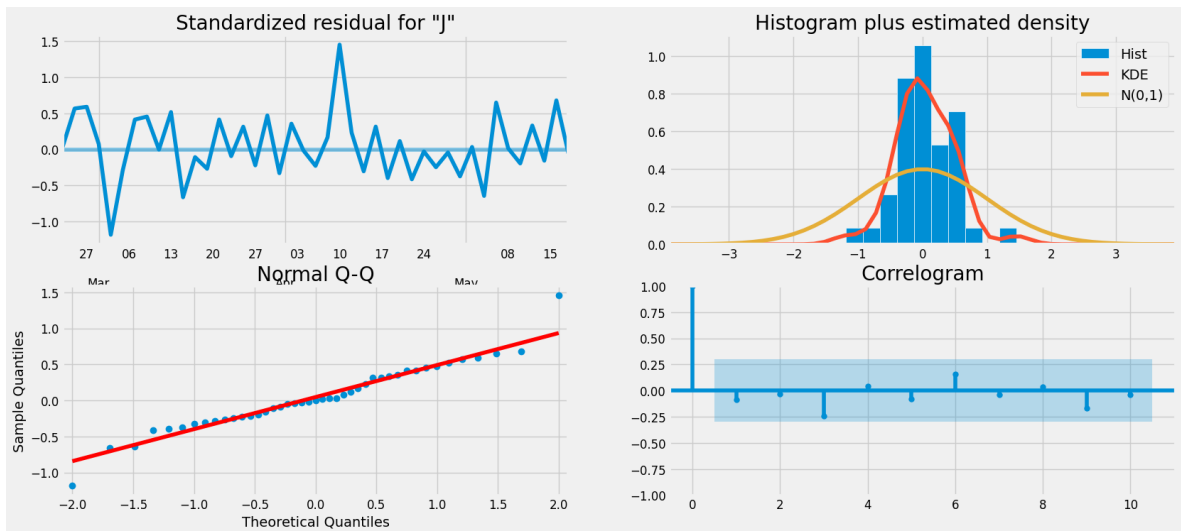 Standardized residual for "J"
1.5
1.0
0.5
0.0
−0.5
−1.0
27 06 13 20 27 03 10 17 24 08 15
Mar Apr May
Histogram plus estimated density
1.0
0.8
0.6
0.4
0.2
0.0
−3 −2 −1 0 1 2 3
Hist
KDE
N(0,1)
Normal Q-Q
Sample Quantiles
1.5
1.0
0.5
0.0
−0.5
−1.0
−2.0 −1.5 −1.0 −0.5 0.0 0.5 1.0 1.5 2.0
Theoretical Quantiles
Correlogram
1.00
0.75
0.50
0.25
0.00
−0.25
−0.50
−0.75
−1.00
0 2 4 6 8 10